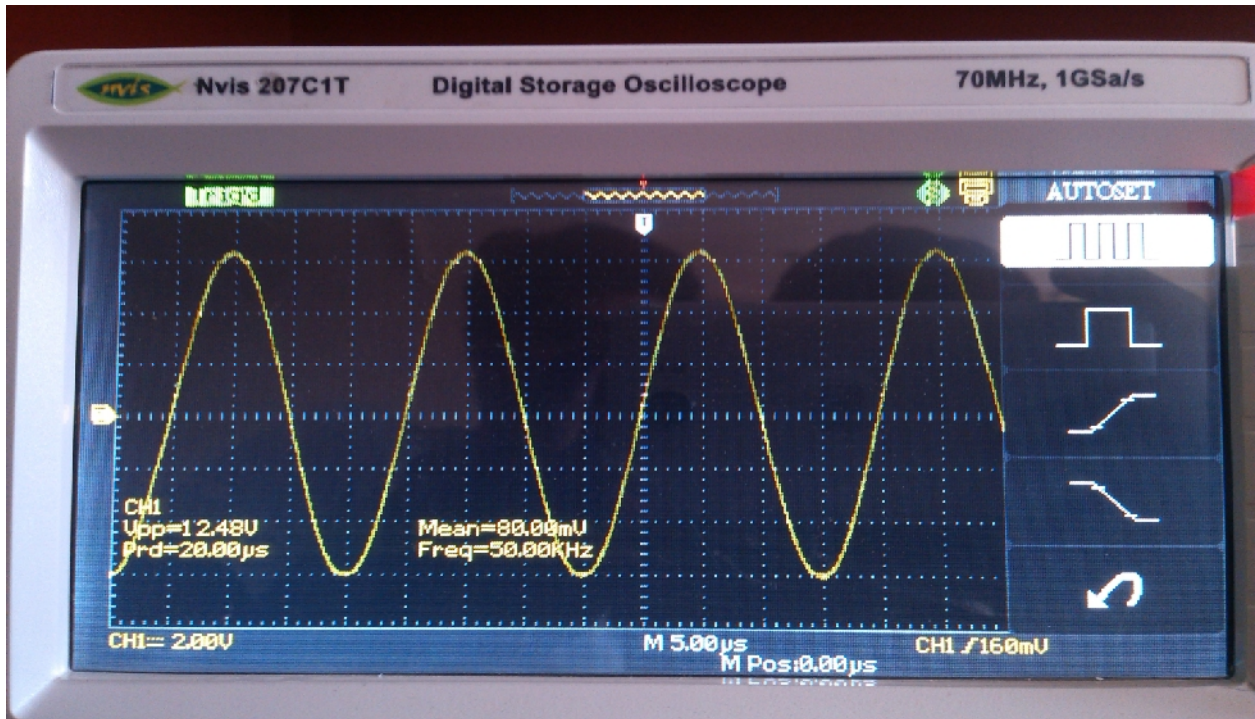 nvis Nvis 207C1T Digital Storage Oscilloscope 70MHz, 1GSa/s
AUTOSET
T
CH1
Vpp=12.48V Mean=80.00mV
Prd=20.00µs Freq=50.00KHz
CH1 2.00V M 5.00µs CH1 160mV
M Pos:0.00µs